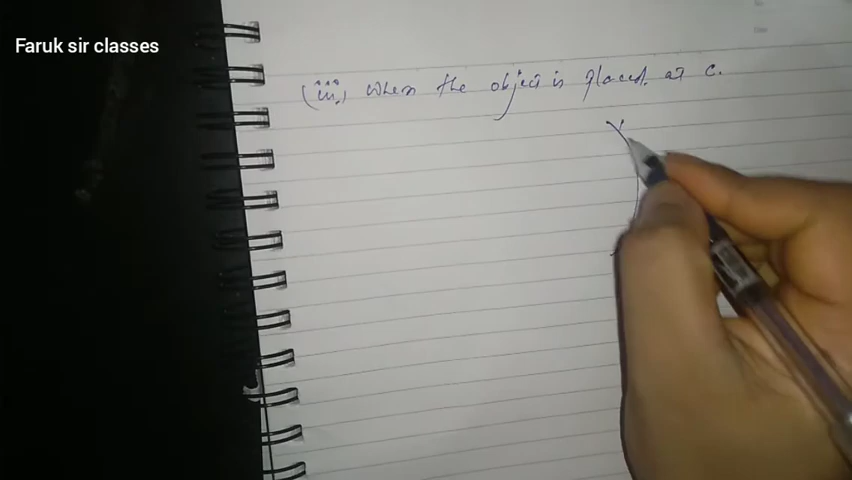 Faruk sir classes
(iii) when the object is placed at c.